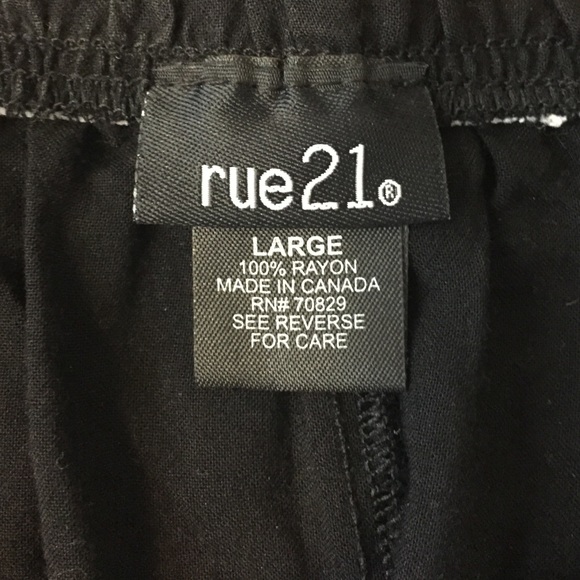 rue21®
LARGE
100% RAYON
MADE IN CANADA
RN# 70829
SEE REVERSE
FOR CARE